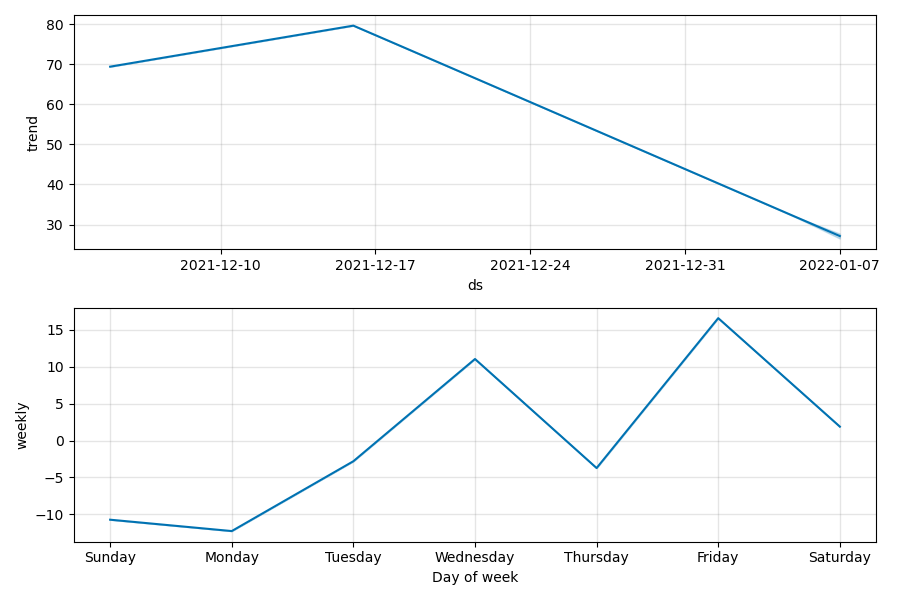 80
70
60
50
40
30
trend
2021-12-10 2021-12-17 2021-12-24 2021-12-31 2022-01-07
ds
15
10
5
0
−5
−10
weekly
Sunday Monday Tuesday Wednesday Thursday Friday Saturday
Day of week